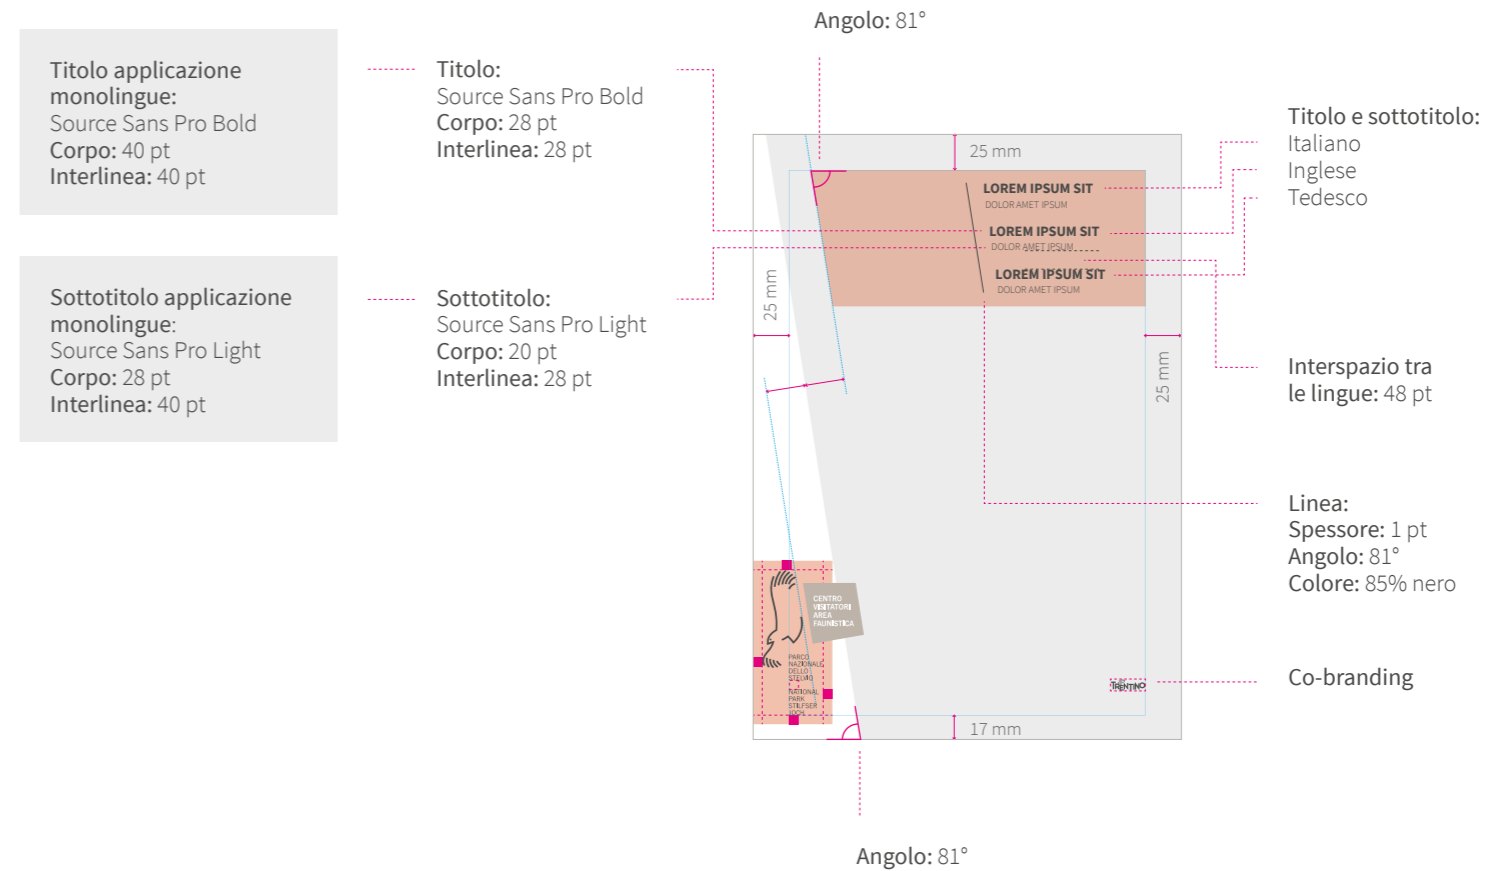 Angolo: 81°
Titolo applicazione
monolingue:
Source Sans Pro Bold
Corpo: 40 pt
Interlinea: 40 pt
Titolo:
Source Sans Pro Bold
Corpo: 28 pt
Interlinea: 28 pt
Sottotitolo applicazione
monolingue:
Source Sans Pro Light
Corpo: 28 pt
Interlinea: 40 pt
Sottotitolo:
Source Sans Pro Light
Corpo: 20 pt
Interlinea: 28 pt
25 mm
LOREM IPSUM SIT
DOLOR AMET IPSUM
LOREM IPSUM SIT
DOLOR AMET IPSUM
LOREM IPSUM SIT
DOLOR AMET IPSUM
25 mm
25 mm
CENTRO
VISITATORI
AREA
FAUNISTICA
PARCO
NAZIONALE
DELLO
STELVIO
NATIONAL
PARK
STILFSER
JOCH
TRENTINO
17 mm
Titolo e sottotitolo:
Italiano
Inglese
Tedesco
Interspazio tra
le lingue: 48 pt
Linea:
Spessore: 1 pt
Angolo: 81°
Colore: 85% nero
Co-branding
Angolo: 81°